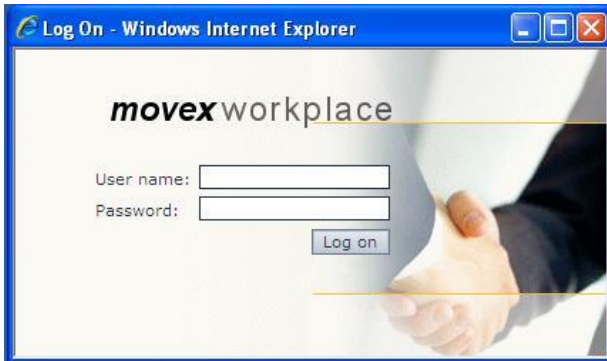 Log On - Windows Internet Explorer
movex workplace
User name:
Password:
Log on